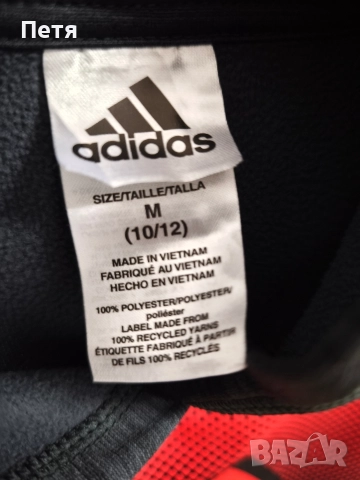 Петя
adidas
SIZE/TAILLE/TALLA
M
(10/12)
MADE IN VIETNAM
FABRIQUÉ AU VIETNAM
HECHO EN VIETNAM
100% POLYESTER/POLYESTER/
poliéster
LABEL MADE FROM
RECYCLED YARNS
ÉTIQUETTE FABRIQUÉ À PARTIR
DE FILS 100% RECYCLÉS
BAZAR